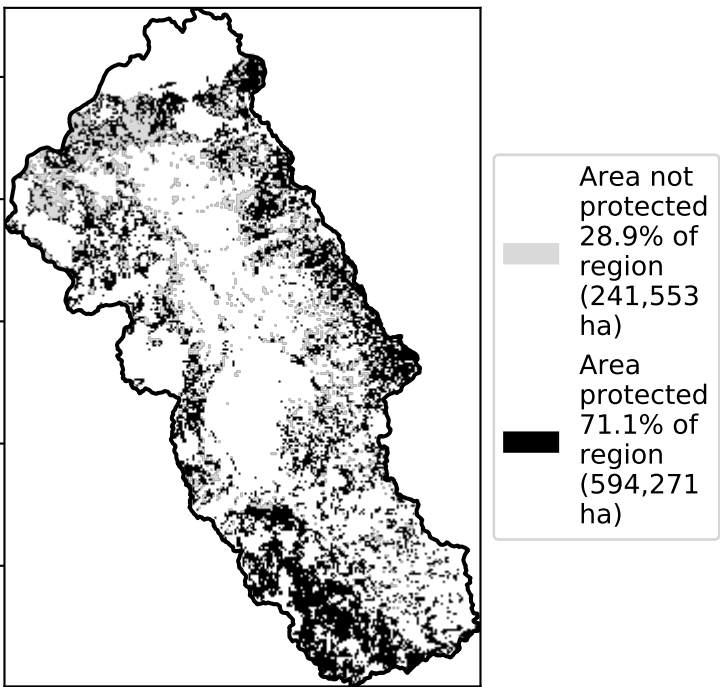 Area not
protected
28.9% of
region
(241,553
ha)
Area
protected
71.1% of
region
(594,271
ha)